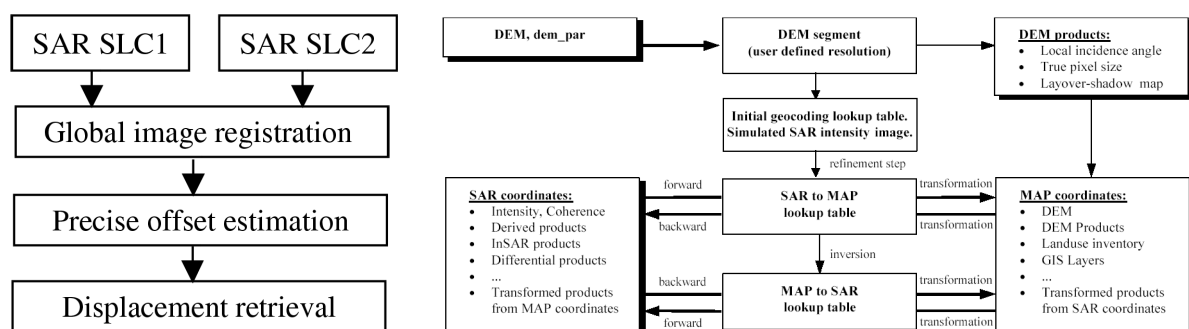 SAR SLC1
SAR SLC2
Global image registration
Precise offset estimation
Displacement retrieval
DEM, dem_par
DEM segment
(user defined resolution)
DEM products:
• Local incidence angle
• True pixel size
• Layover-shadow map
Initial geocoding lookup table.
Simulated SAR intensity image.
refinement step
SAR coordinates:
• Intensity, Coherence
• Derived products
• InSAR products
• Differential products
• ...
• Transformed products
from MAP coordinates
forward
backward
SAR to MAP
lookup table
transformation
transformation
inversion
backward
forward
MAP to SAR
lookup table
transformation
transformation
MAP coordinates:
• DEM
• DEM Products
• Landuse inventory
• GIS Layers
• ...
• Transformed products
from SAR coordinates